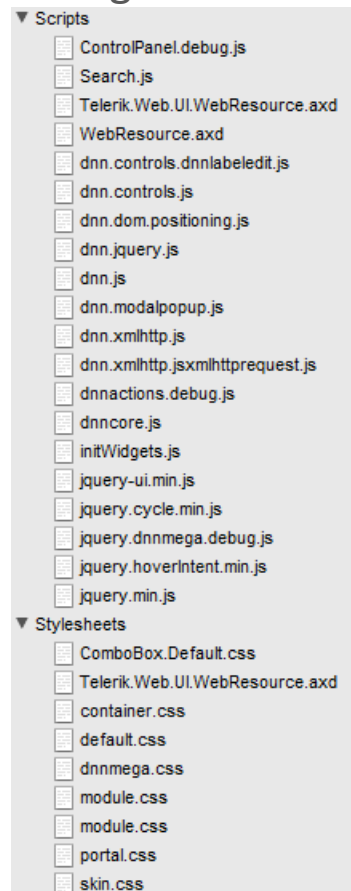 Scripts
ControlPanel.debug.js
Search.js
Telerik.Web.UI.WebResource.axd
WebResource.axd
dnn.controls.dnnlabeledit.js
dnn.controls.js
dnn.dom.positioning.js
dnn.jquery.js
dnn.js
dnn.modalpopup.js
dnn.xmlhttp.js
dnn.xmlhttp.jsxmlhttprequest.js
dnnactions.debug.js
dnncore.js
initWidgets.js
jquery-ui.min.js
jquery.cycle.min.js
jquery.dnnmega.debug.js
jquery.hoverIntent.min.js
jquery.min.js
Stylesheets
ComboBox.Default.css
Telerik.Web.UI.WebResource.axd
container.css
default.css
dnnmega.css
module.css
module.css
portal.css
skin.css